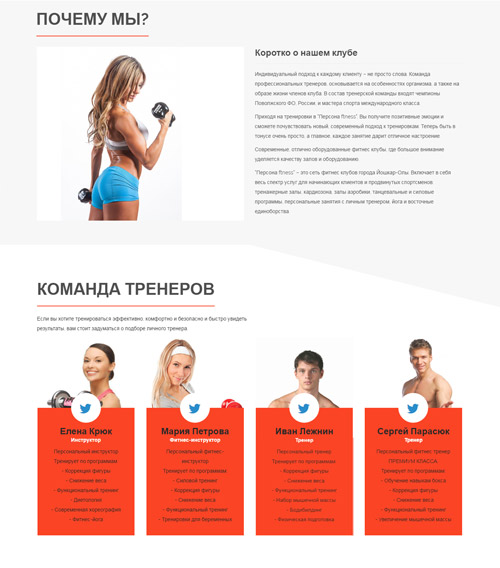 ПОЧЕМУ МЫ?
Коротко о нашем клубе
Индивидуальный подход к каждому клиенту – не просто слова. Команда
профессиональных тренеров, основывается на особенностях организма, а также на
образе жизни членов клуба. В состав тренерской команды входят чемпионы
Поволжского ФО, России, и мастера спорта международного класса.
Приходя на тренировки в "Персона fitness", Вы получите позитивные эмоции и
сможете почувствовать новый, современный подход к тренировкам. Теперь быть в
тонусе очень просто, а главное, каждое занятие дарит отличное настроение.
Современные, отлично оборудованные фитнес клубы, где большое внимание
уделяется качеству залов и оборудованию.
"Персона fitness" – это сеть фитнес клубов города Йошкар-Олы. Включает в себя
весь спектр услуг для начинающих клиентов и продвинутых спортсменов:
тренажерные залы, кардиозона, залы аэробики, танцевальные и силовые
программы, персональные занятия с личным тренером, йога и восточные
единоборства.
КОМАНДА ТРЕНЕРОВ
Если вы хотите тренироваться эффективно, комфортно и безопасно и быстро увидеть
результаты, вам стоит задуматься о подборе личного тренера.
Елена Крюк
Инструктор
Персональный инструктор
Тренирует по программам:
- Коррекция фигуры
- Снижение веса
- Функциональный тренинг
- Диетология
- Современная хореография
- Фитнес-йога
Мария Петрова
Фитнес-инструктор
Персональный фитнес-
инструктор
Тренирует по программам:
- Силовой тренинг
- Коррекция фигуры
- Снижение веса
- Функциональный тренинг
- Тренировки для беременных
Иван Лежнин
Тренер
Персональный тренер
Тренирует по программам:
- Коррекция фигуры
- Снижение веса
- Функциональный тренинг
- Набор мышечной массы
- Бодибилдинг
- Физическая подготовка
Сергей Парасюк
Тренер
Персональный фитнес тренер
ПРЕМИУМ КЛАССА.
Тренирует по программам:
- Обучение навыкам бокса
- Коррекция фигуры
- Снижение веса
- Функциональный тренинг
- Увеличение мышечной массы